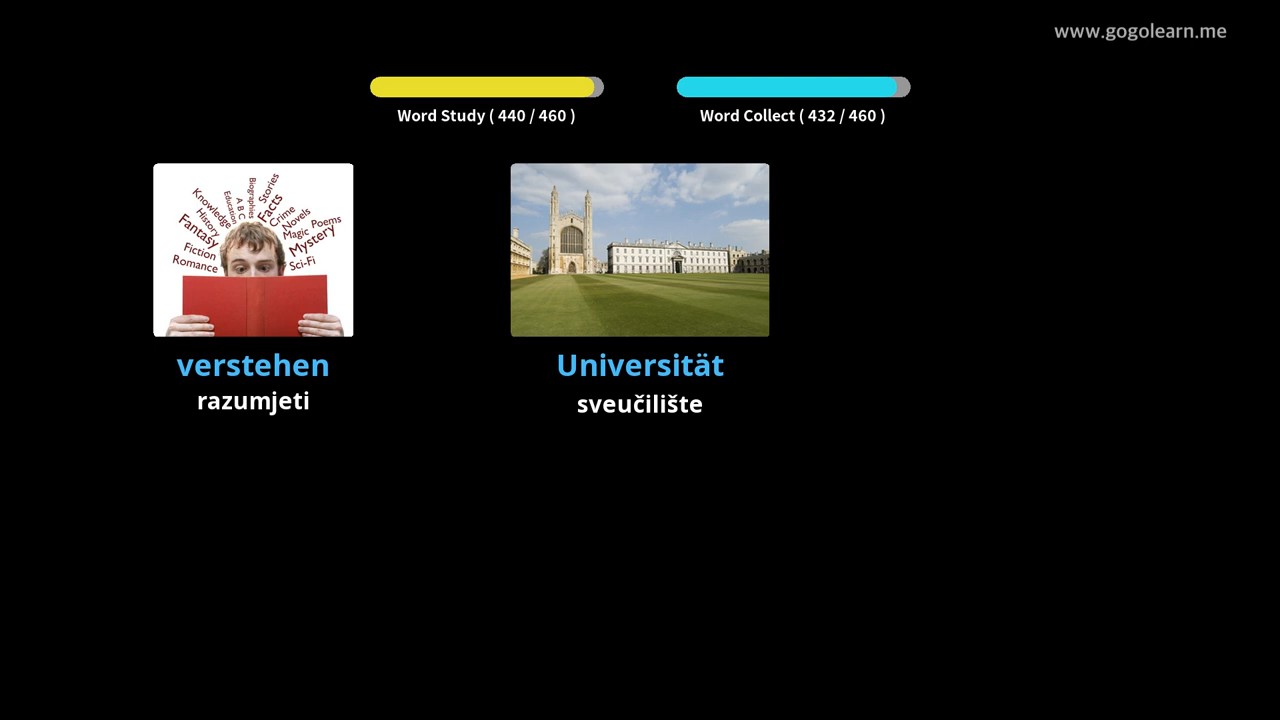 www.gogolearn.me
Word Study ( 440 / 460 )
Word Collect ( 432 / 460 )
Knowledge
History
Fantasy
Fiction
Romance
Education
A B C
Biographies
Stories
Facts
Crime
Novels
Magic
Poems
Mystery
Sci-Fi
verstehen
razumjeti
Universität
sveučilište